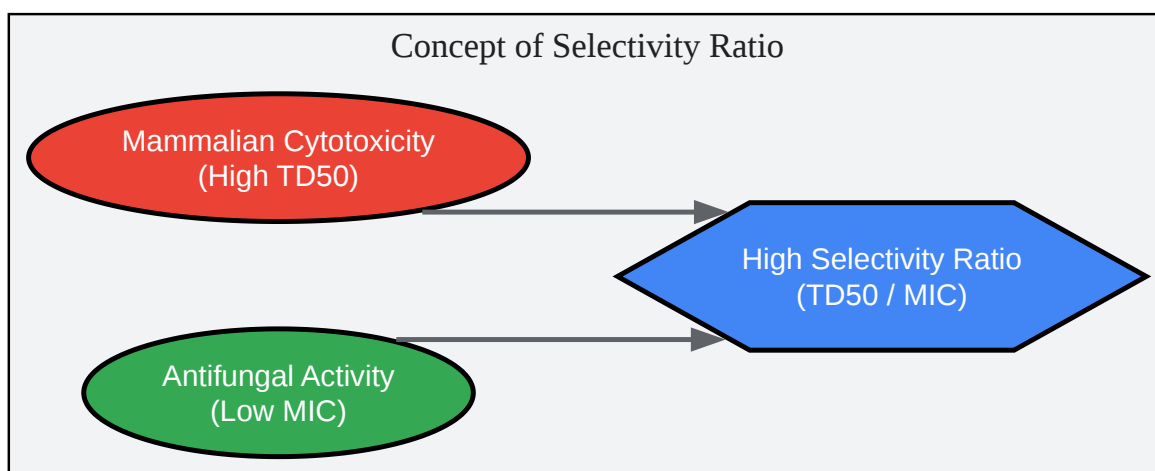 Concept of Selectivity Ratio
Mammalian Cytotoxicity
(High TD50)
High Selectivity Ratio
(TD50 / MIC)
Antifungal Activity
(Low MIC)